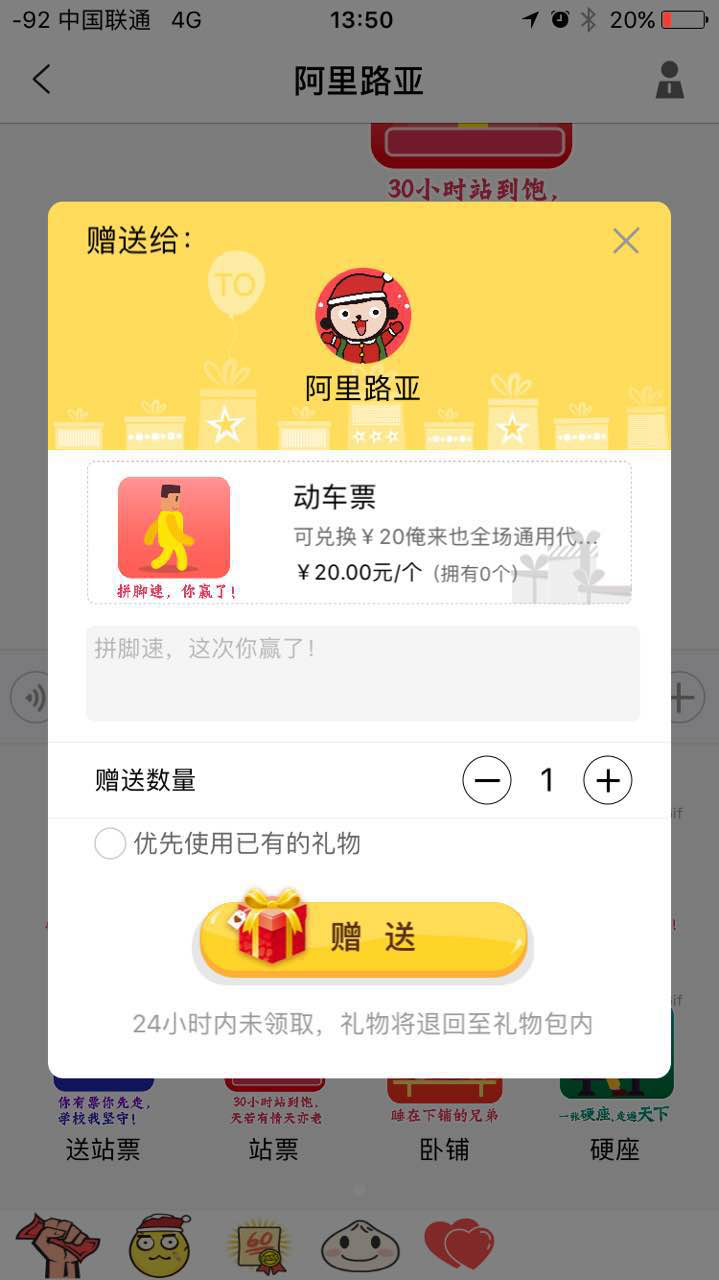 -92 中国联通 4G 13:50 20%
阿里路亚
30小时站到饱，
赠送给：
TO
阿里路亚
动车票
可兑换￥20俺来也全场通用代...
￥20.00元/个（拥有0个）
拼脚速，你赢了！
拼脚速，这次你赢了！
赠送数量 1
优先使用已有的礼物
赠 送
24小时内未领取，礼物将退回至礼物包内
你有票你先走，
学校我坚守！
30小时站到饱，
天若有情天亦老
睡在下铺的兄弟
一张硬座，走遍天下
送站票 站票 卧铺 硬座
60